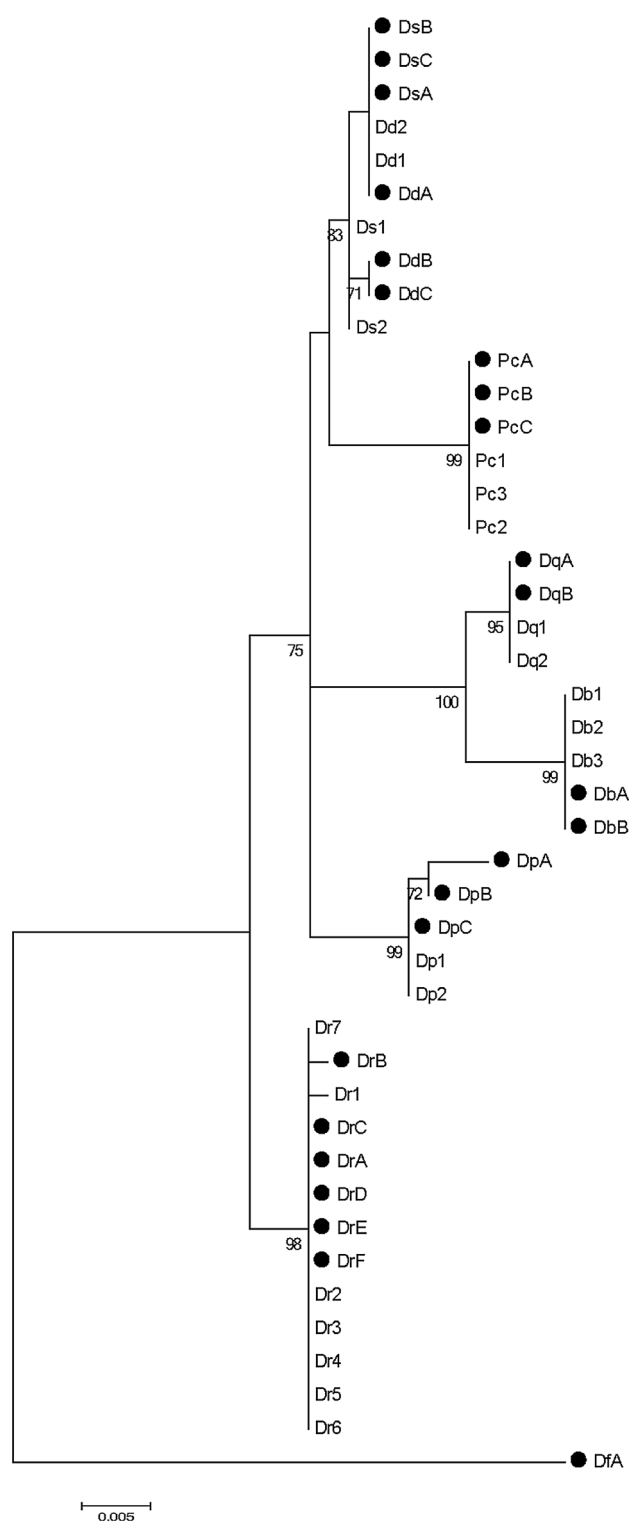 DsB
DsC
DsA
Dd2
Dd1
DdA
Ds1
83
DdB
DdC
71
Ds2
PcA
PcB
PcC
Pc1
99
Pc3
Pc2
DqA
DqB
Dq1
95
Dq2
75
Db1
100
Db2
Db3
99
DbA
DbB
DpA
DpB
72
DpC
Dp1
99
Dp2
Dr7
DrB
Dr1
DrC
DrA
DrD
DrE
98
DrF
Dr2
Dr3
Dr4
Dr5
Dr6
DfA
0.005